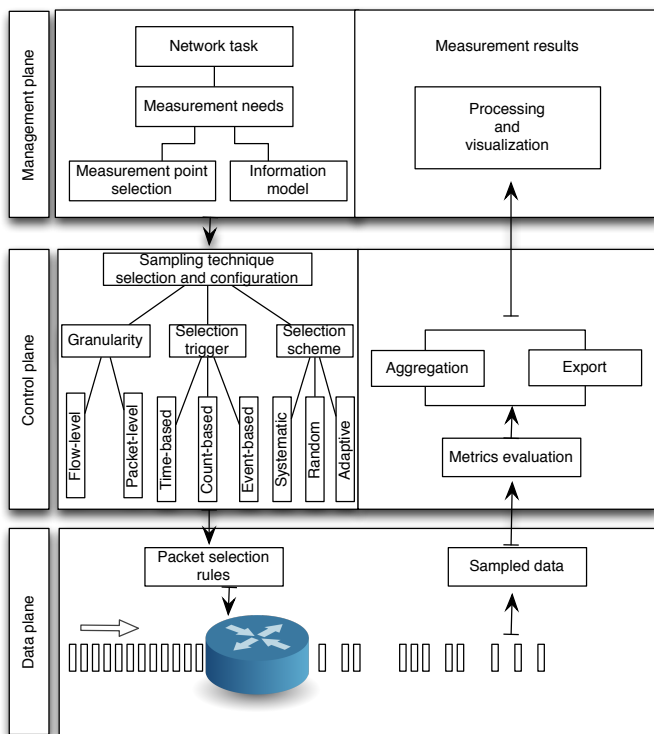 Management plane
Network task
Measurement needs
Measurement point
selection
Information
model
Measurement results
Processing
and
visualization
Control plane
Sampling technique
selection and configuration
Granularity
Selection
trigger
Selection
scheme
Flow-level
Packet-level
Time-based
Count-based
Event-based
Systematic
Random
Adaptive
Aggregation
Export
Metrics evaluation
Data plane
Packet selection
rules
Sampled data